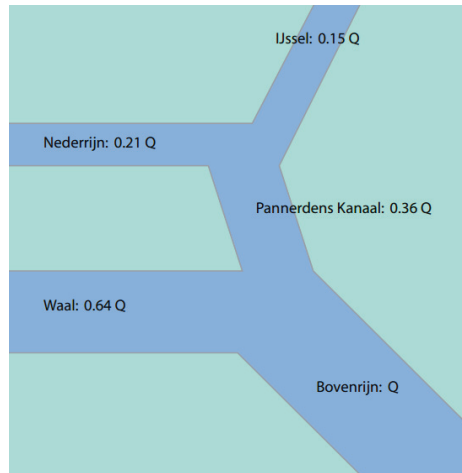 IJssel: 0.15 Q
Nederrijn: 0.21 Q
Pannerdens Kanaal: 0.36 Q
Waal: 0.64 Q
Bovenrijn: Q